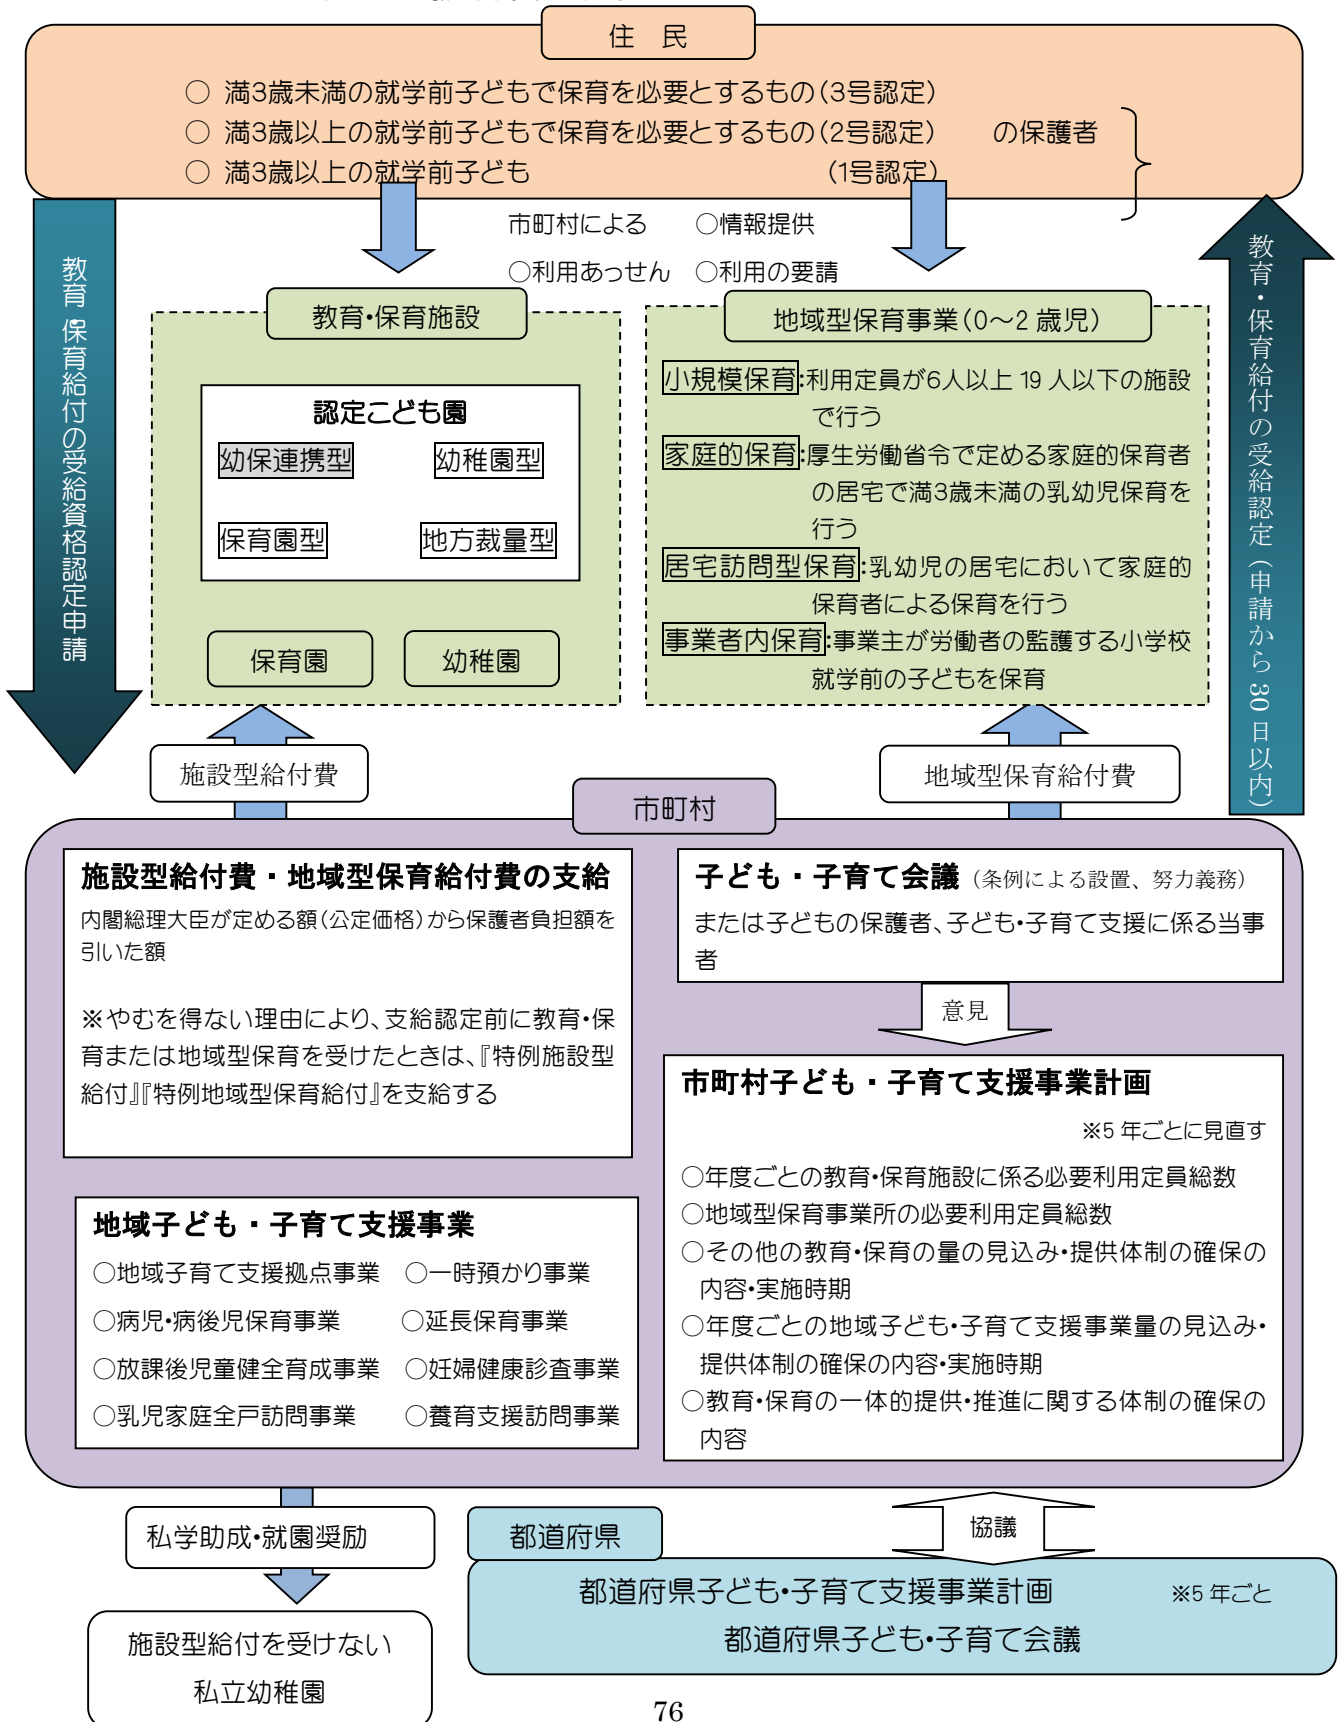 住　民
○ 満3歳未満の就学前子どもで保育を必要とするもの(3号認定)
○ 満3歳以上の就学前子どもで保育を必要とするもの(2号認定)　の保護者
○ 満3歳以上の就学前子ども　(1号認定)
市町村による　○情報提供
○利用あっせん　○利用の要請
教育 保育給付の受給資格認定申請
教育・保育給付の受給認定(申請から 30 日以内)
教育・保育施設
認定こども園
幼保連携型　幼稚園型
保育園型　地方裁量型
保育園　幼稚園
地域型保育事業(0～2 歳児)
小規模保育:利用定員が6人以上 19 人以下の施設
で行う
家庭的保育:厚生労働省令で定める家庭的保育者
の居宅で満3歳未満の乳幼児保育を
行う
居宅訪問型保育:乳幼児の居宅において家庭的
保育者による保育を行う
事業者内保育:事業主が労働者の監護する小学校
就学前の子どもを保育
施設型給付費
地域型保育給付費
市町村
施設型給付費・地域型保育給付費の支給
内閣総理大臣が定める額(公定価格)から保護者負担額を
引いた額
※やむを得ない理由により、支給認定前に教育・保
育または地域型保育を受けたときは、『特例施設型
給付』『特例地域型保育給付』を支給する
地域子ども・子育て支援事業
○地域子育て支援拠点事業　○一時預かり事業
○病児・病後児保育事業　○延長保育事業
○放課後児童健全育成事業　○妊婦健康診査事業
○乳児家庭全戸訪問事業　○養育支援訪問事業
子ども・子育て会議(条例による設置、努力義務)
または子どもの保護者、子ども・子育て支援に係る当事
者
意見
市町村子ども・子育て支援事業計画
※5 年ごとに見直す
○年度ごとの教育・保育施設に係る必要利用定員総数
○地域型保育事業所の必要利用定員総数
○その他の教育・保育の量の見込み・提供体制の確保の
内容・実施時期
○年度ごとの地域子ども・子育て支援事業量の見込み・
提供体制の確保の内容・実施時期
○教育・保育の一体的提供・推進に関する体制の確保の
内容
私学助成・就園奨励
施設型給付を受けない
私立幼稚園
協議
都道府県
都道府県子ども・子育て支援事業計画　※5 年ごと
都道府県子ども・子育て会議
76